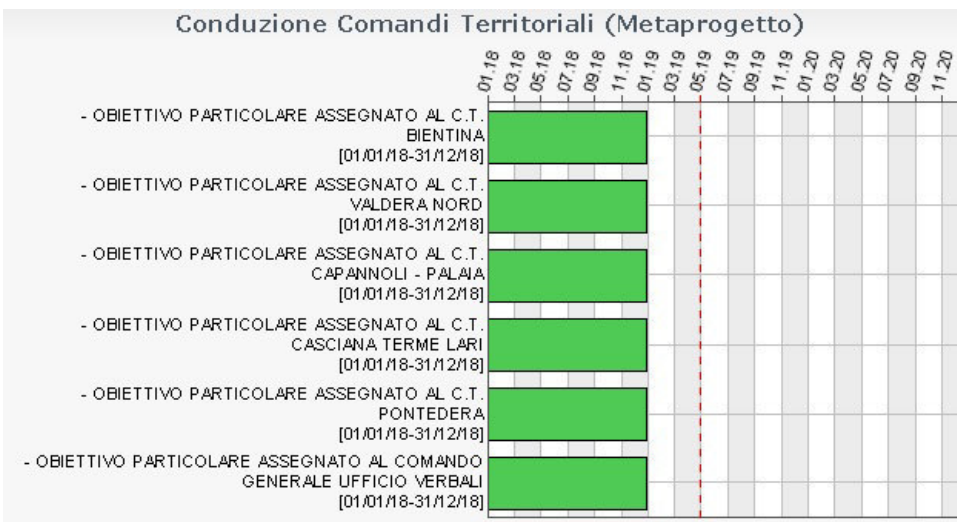 Conduzione Comandi Territoriali (Metaprogetto)
01.18 03.18 05.18 07.18 09.18 11.18 01.19 03.19 05.19 07.19 09.19 11.19 01.20 03.20 05.20 07.20 09.20 11.20
- OBIETTIVO PARTICOLARE ASSEGNATO AL C.T.
BIENTINA
[01/01/18-31/12/18]
- OBIETTIVO PARTICOLARE ASSEGNATO AL C.T.
VALDERA NORD
[01/01/18-31/12/18]
- OBIETTIVO PARTICOLARE ASSEGNATO AL C.T.
CAPANNOLI - PALAIA
[01/01/18-31/12/18]
- OBIETTIVO PARTICOLARE ASSEGNATO AL C.T.
CASCIANA TERME LARI
[01/01/18-31/12/18]
- OBIETTIVO PARTICOLARE ASSEGNATO AL C.T.
PONTEDERA
[01/01/18-31/12/18]
- OBIETTIVO PARTICOLARE ASSEGNATO AL COMANDO
GENERALE UFFICIO VERBALI
[01/01/18-31/12/18]